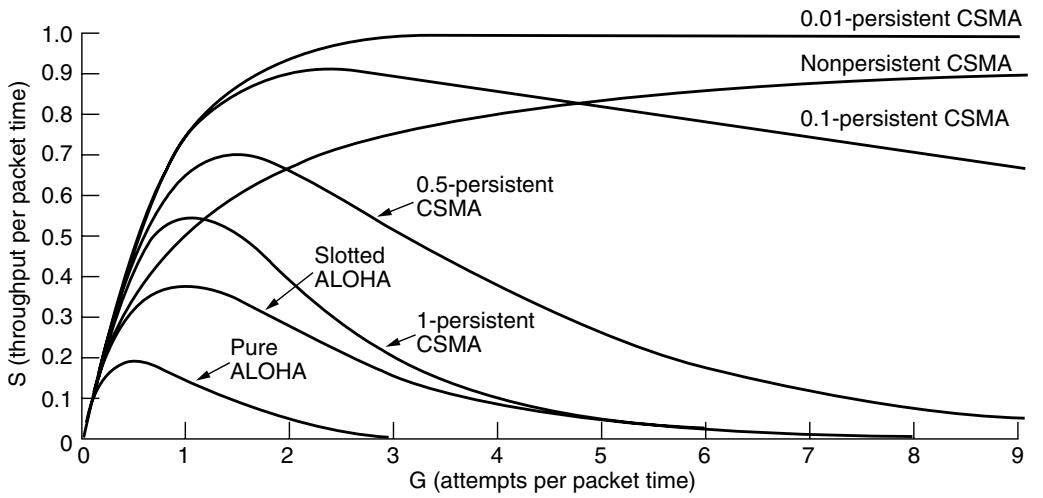 0.01-persistent CSMA
Nonpersistent CSMA
0.1-persistent CSMA
0.5-persistent
CSMA
Slotted
ALOHA
1-persistent
CSMA
Pure
ALOHA
S (throughput per packet time)
1.0
0.9
0.8
0.7
0.6
0.5
0.4
0.3
0.2
0.1
0
0 1 2 3 4 5 6 7 8 9
G (attempts per packet time)